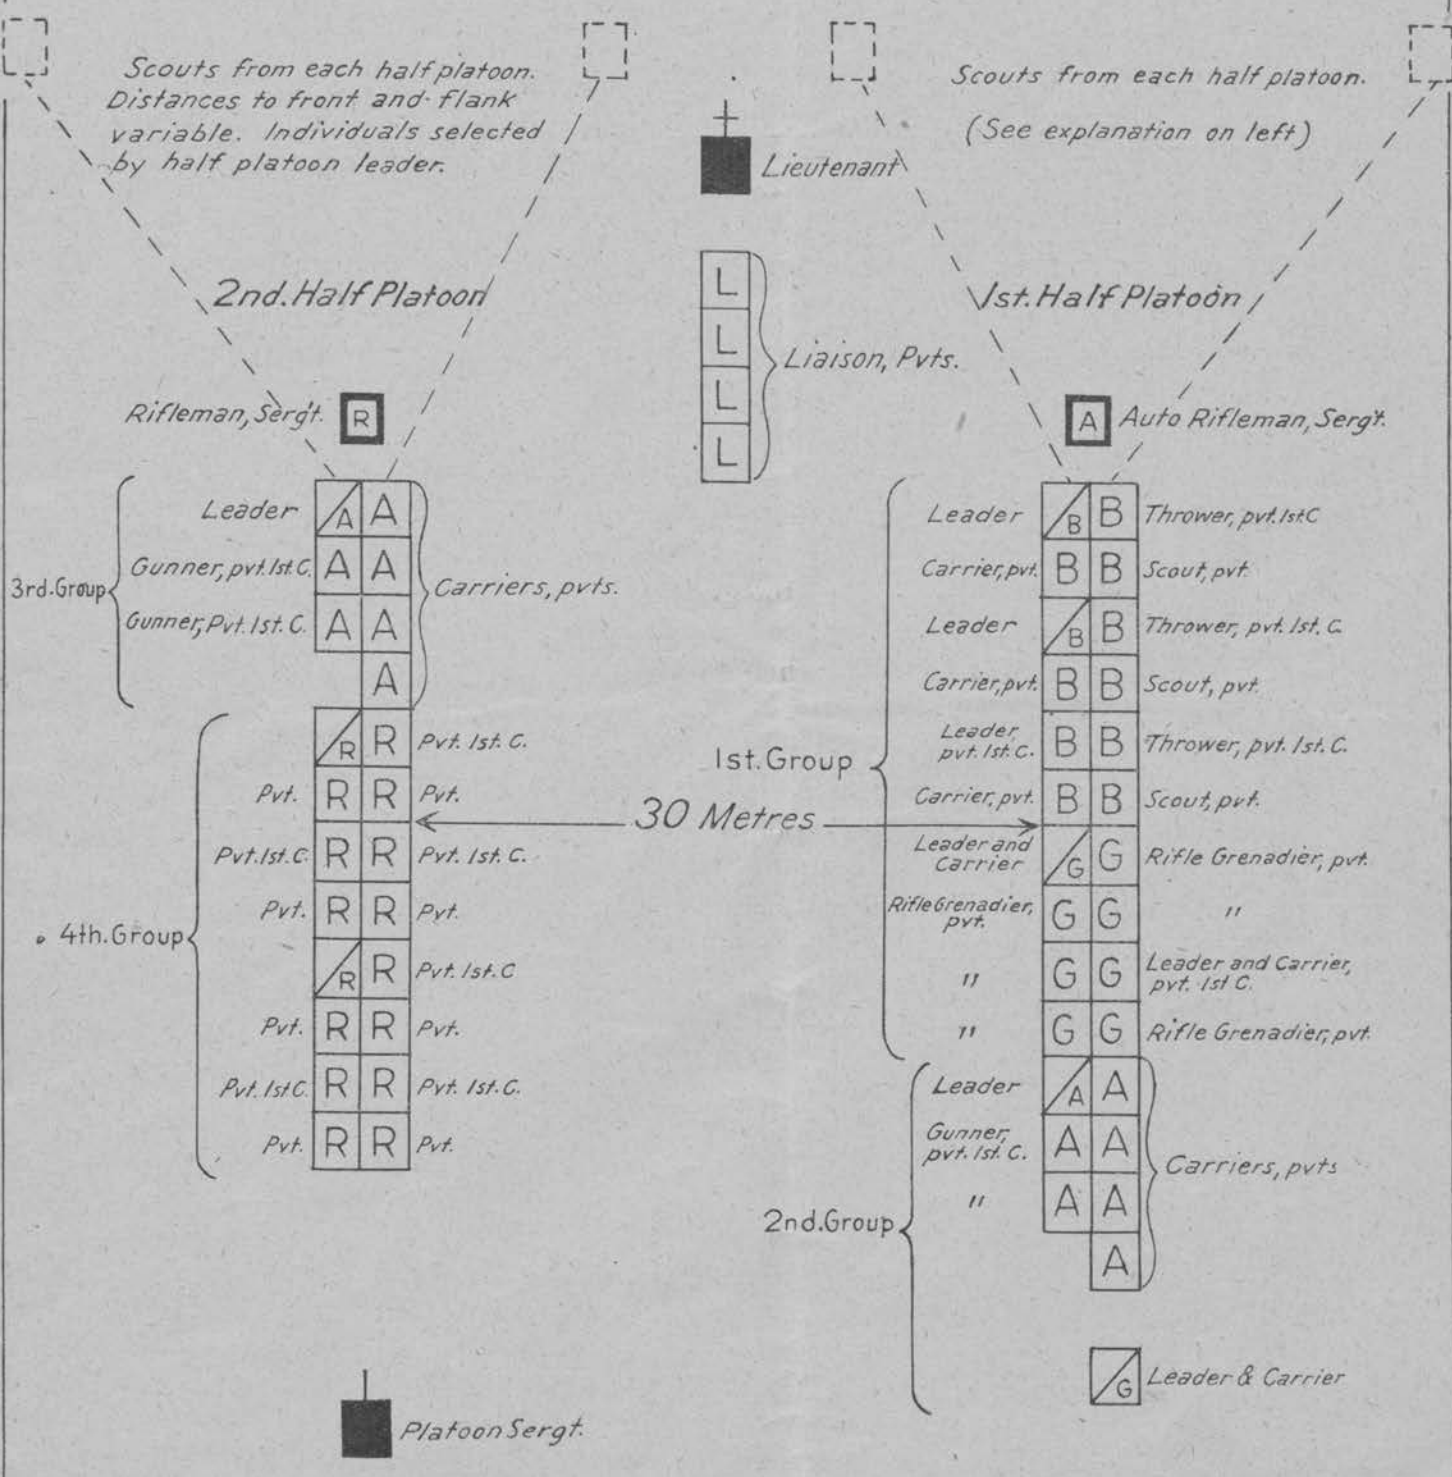 Scouts from each half platoon.
Distances to front and flank
variable. Individuals selected
by half platoon leader.
Scouts from each half platoon.
(See explanation on left)
Lieutenant
2nd. Half Platoon
1st. Half Platoon
L
L
L
L
Liaison, Pvts.
Rifleman, Sergt. R
A Auto Rifleman, Sergt.
3rd. Group
Leader A A
Gunner, pvt. 1st. C. A A
Gunner, Pvt. 1st. C. A A
A
Carriers, pvts.
4th. Group
R R Pvt. 1st. C.
Pvt. R R Pvt.
Pvt. 1st. C. R R Pvt. 1st. C.
Pvt. R R Pvt.
R R Pvt. 1st. C
Pvt. R R Pvt.
Pvt. 1st C. R R Pvt. 1st. C.
Pvt. R R Pvt.
30 Metres
1st. Group
Leader B B Thrower, pvt. 1st. C
Carrier, pvt. B B Scout, pvt.
Leader B B Thrower, pvt. 1st. C.
Carrier, pvt. B B Scout, pvt.
Leader,
pvt. 1st. C. B B Thrower, pvt. 1st. C.
Carrier, pvt. B B Scout, pvt.
Leader and
Carrier G G Rifle Grenadier, pvt.
Rifle Grenadier,
pvt. G G "
" G G Leader and Carrier,
pvt. 1st C.
" G G Rifle Grenadier, pvt.
2nd. Group
Leader A A
Gunner,
pvt. 1st. C. A A
" A A
A
Carriers, pvts
G Leader & Carrier
Platoon Sergt.